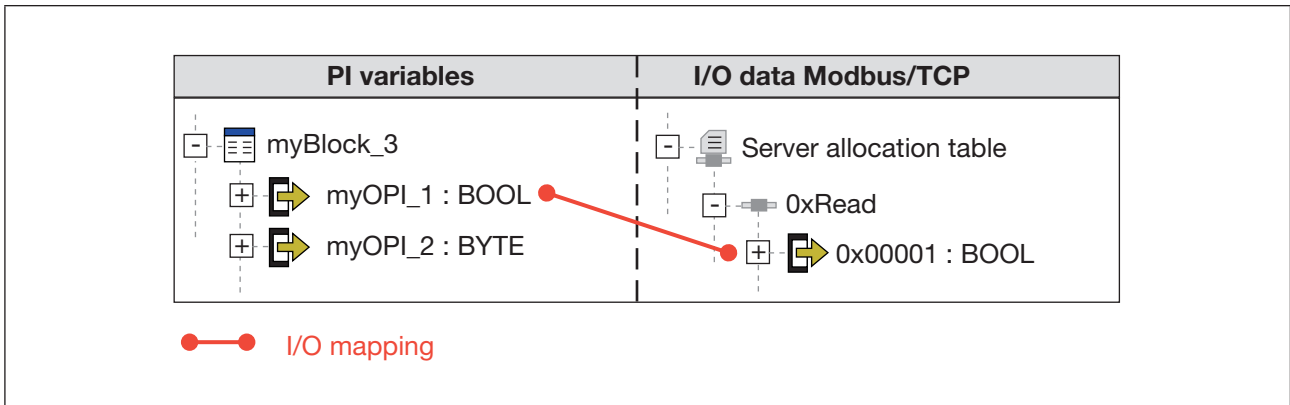 PI variables
I/O data Modbus/TCP
myBlock_3
Server allocation table
myOPI_1 : BOOL
0xRead
myOPI_2 : BYTE
0x00001 : BOOL
I/O mapping